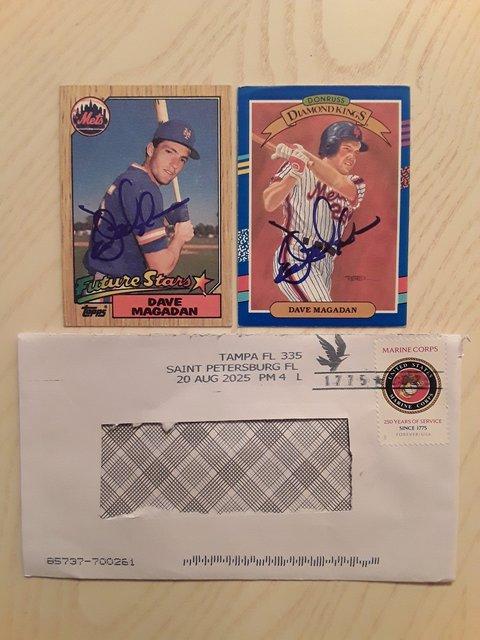 Mets
Future Stars
DAVE
MAGADAN
TOPPS
DONRUSS
DIAMOND KINGS
Mets
DAVE MAGADAN
TAMPA FL 335
SAINT PETERSBURG FL
20 AUG 2025 PM 4 L
1775
MARINE CORPS
UNITED STATES
MARINE CORPS
250 YEARS OF SERVICE
SINCE 1775
FOREVER/USA
85737-700261